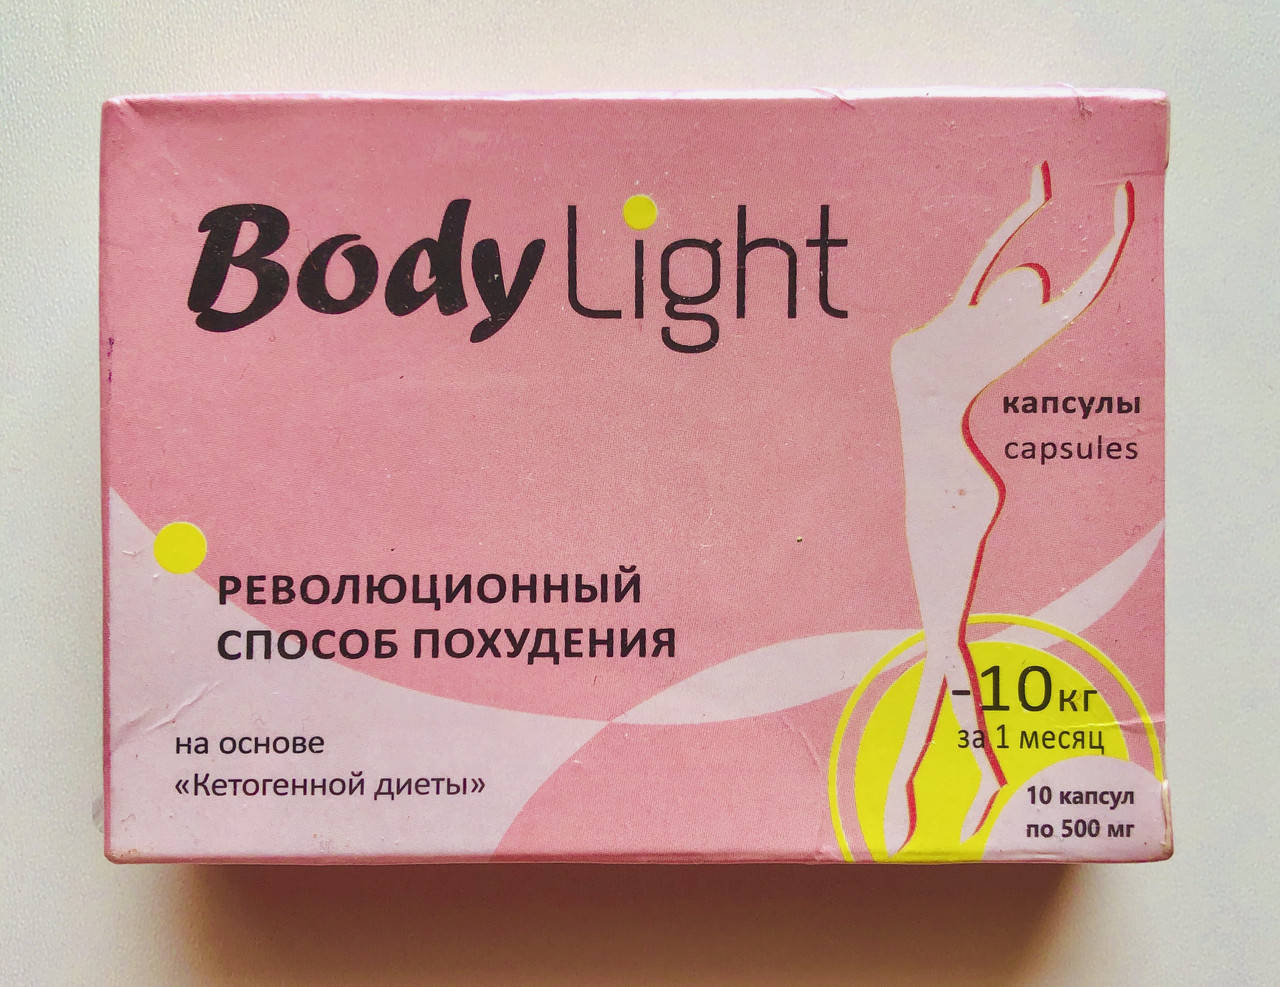 Body Light
капсулы
capsules
РЕВОЛЮЦИОННЫЙ
СПОСОБ ПОХУДЕНИЯ
на основе
«Кетогенной диеты»
-10кг
за 1 месяц
10 капсул
по 500 мг